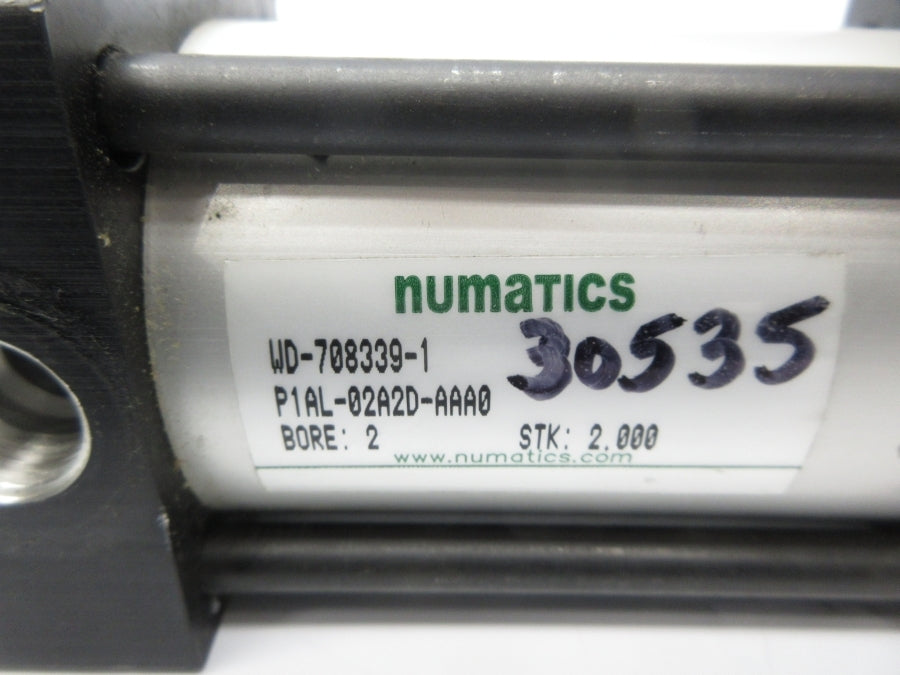 numatics
WD-708339-1 30535
P1AL-02A2D-AAA0
BORE: 2 STK: 2.000
www.numatics.com